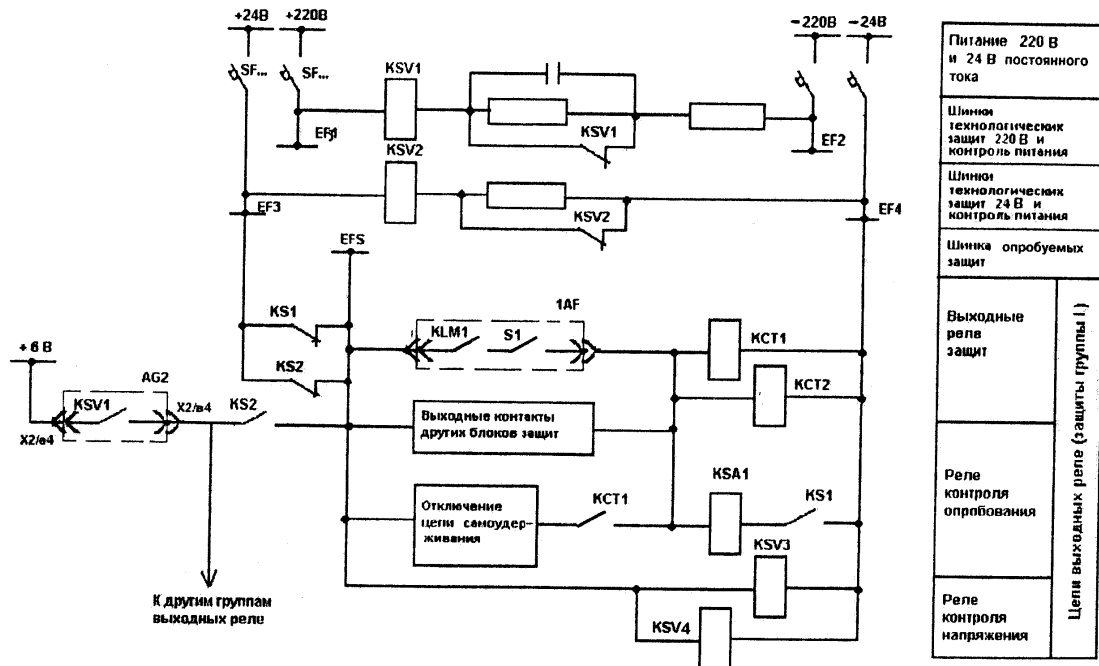 +24В
+220В
−220В
−24В
SF...
SF...
KSV1
EF1
KSV1
EF2
KSV2
EF3
KSV2
EF4
EFS
KS1
1AF
KLM1
S1
KCT1
+6 В
KS2
KCT2
AG2
KSV1
X2/в4
KS2
X2/e4
Выходные контакты
других блоков защит
KSA1
KS1
Отключение
цепи самоудер-
живания
KCT1
KSV3
К другим группам
выходных реле
KSV4
Питание 220 В
и 24 В постоянного
тока
Шинки
технологических
защит 220 В и
контроль питания
Шинки
технологических
защит 24 В и
контроль питания
Шинка опробуемых
защит
Выходные
реле
защит
Реле
контроля
опробования
Реле
контроля
напряжения
Цепи выходных реле (защиты группы I)